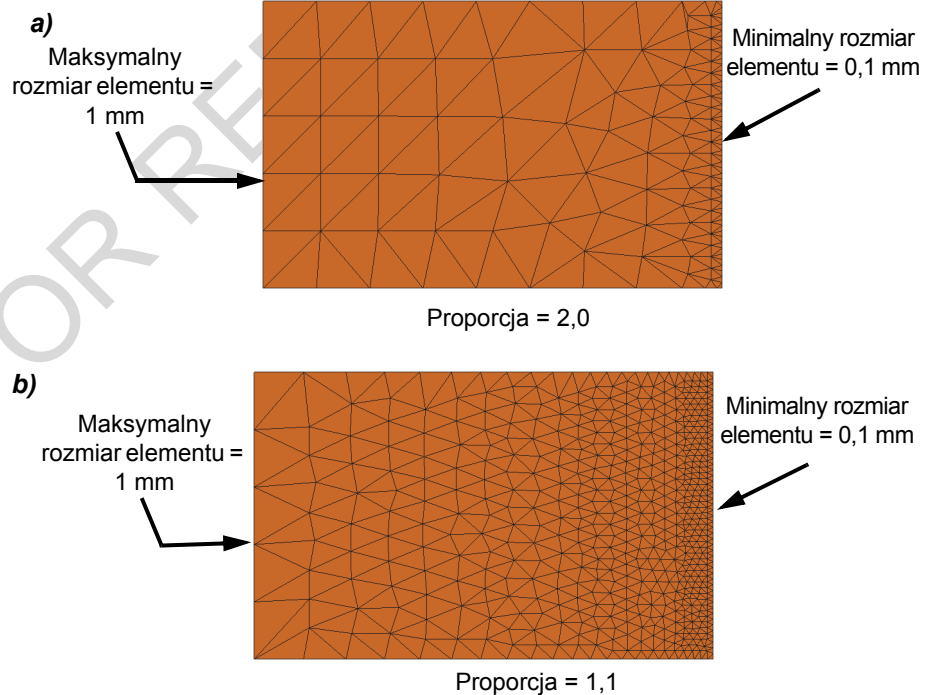 a)
Maksymalny
rozmiar elementu =
1 mm
Minimalny rozmiar
elementu = 0,1 mm
Proporcja = 2,0
b)
Maksymalny
rozmiar elementu =
1 mm
Minimalny rozmiar
elementu = 0,1 mm
Proporcja = 1,1